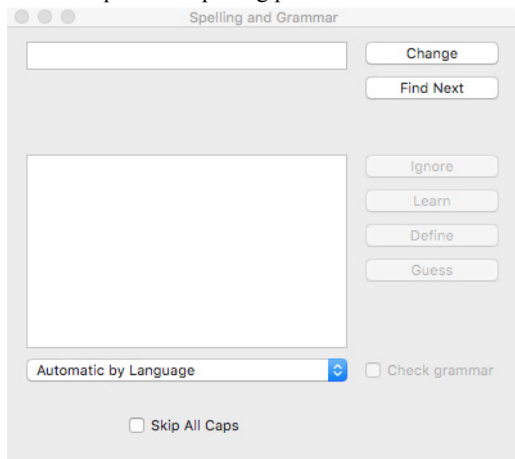 Spelling and Grammar
Change
Find Next
Ignore
Learn
Define
Guess
Automatic by Language
Check grammar
Skip All Caps